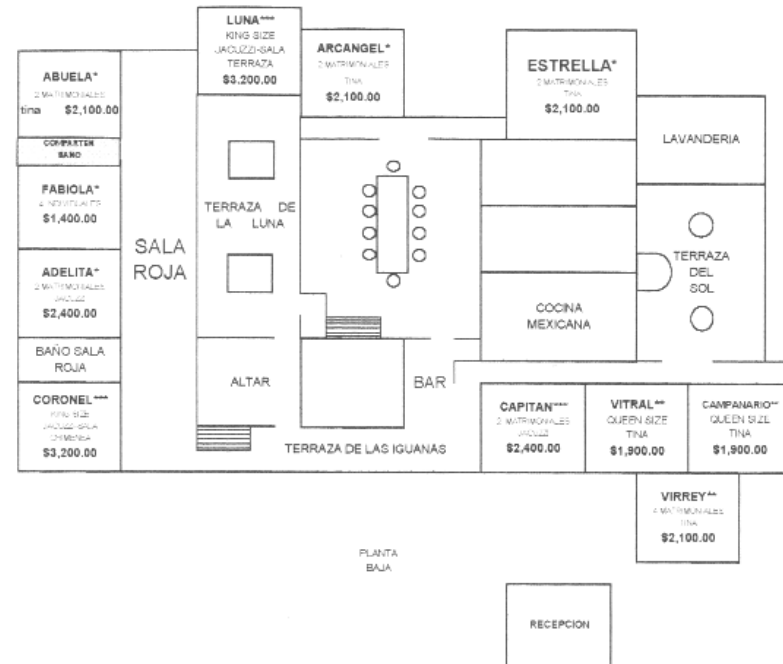 LUNA***
KING SIZE
JACUZZI-SALA
TERRAZA
$3,200.00
ARCANGEL*
2 MATRIMONIALES
TINA
$2,100.00
ESTRELLA*
2 MATRIMONIALES
TINA
$2,100.00
ABUELA*
2 MATRIMONIALES
tina $2,100.00
COMPARTEN
BAÑO
FABIOLA*
4 INDIVIDUALES
$1,400.00
ADELITA*
2 MATRIMONIALES
JACUZZI
$2,400.00
BAÑO SALA
ROJA
CORONEL***
KING SIZE
JACUZZI-SALA
CHIMENEA
$3,200.00
SALA
ROJA
TERRAZA DE
LA LUNA
ALTAR
BAR
COCINA
MEXICANA
LAVANDERIA
TERRAZA
DEL
SOL
TERRAZA DE LAS IGUANAS
CAPITAN***
2 MATRIMONIALES
JACUZZI
$2,400.00
VITRAL**
QUEEN SIZE
TINA
$1,900.00
CAMPANARIO**
QUEEN SIZE
TINA
$1,900.00
VIRREY**
4 MATRIMONIALES
TINA
$2,100.00
PLANTA
BAJA
RECEPCION